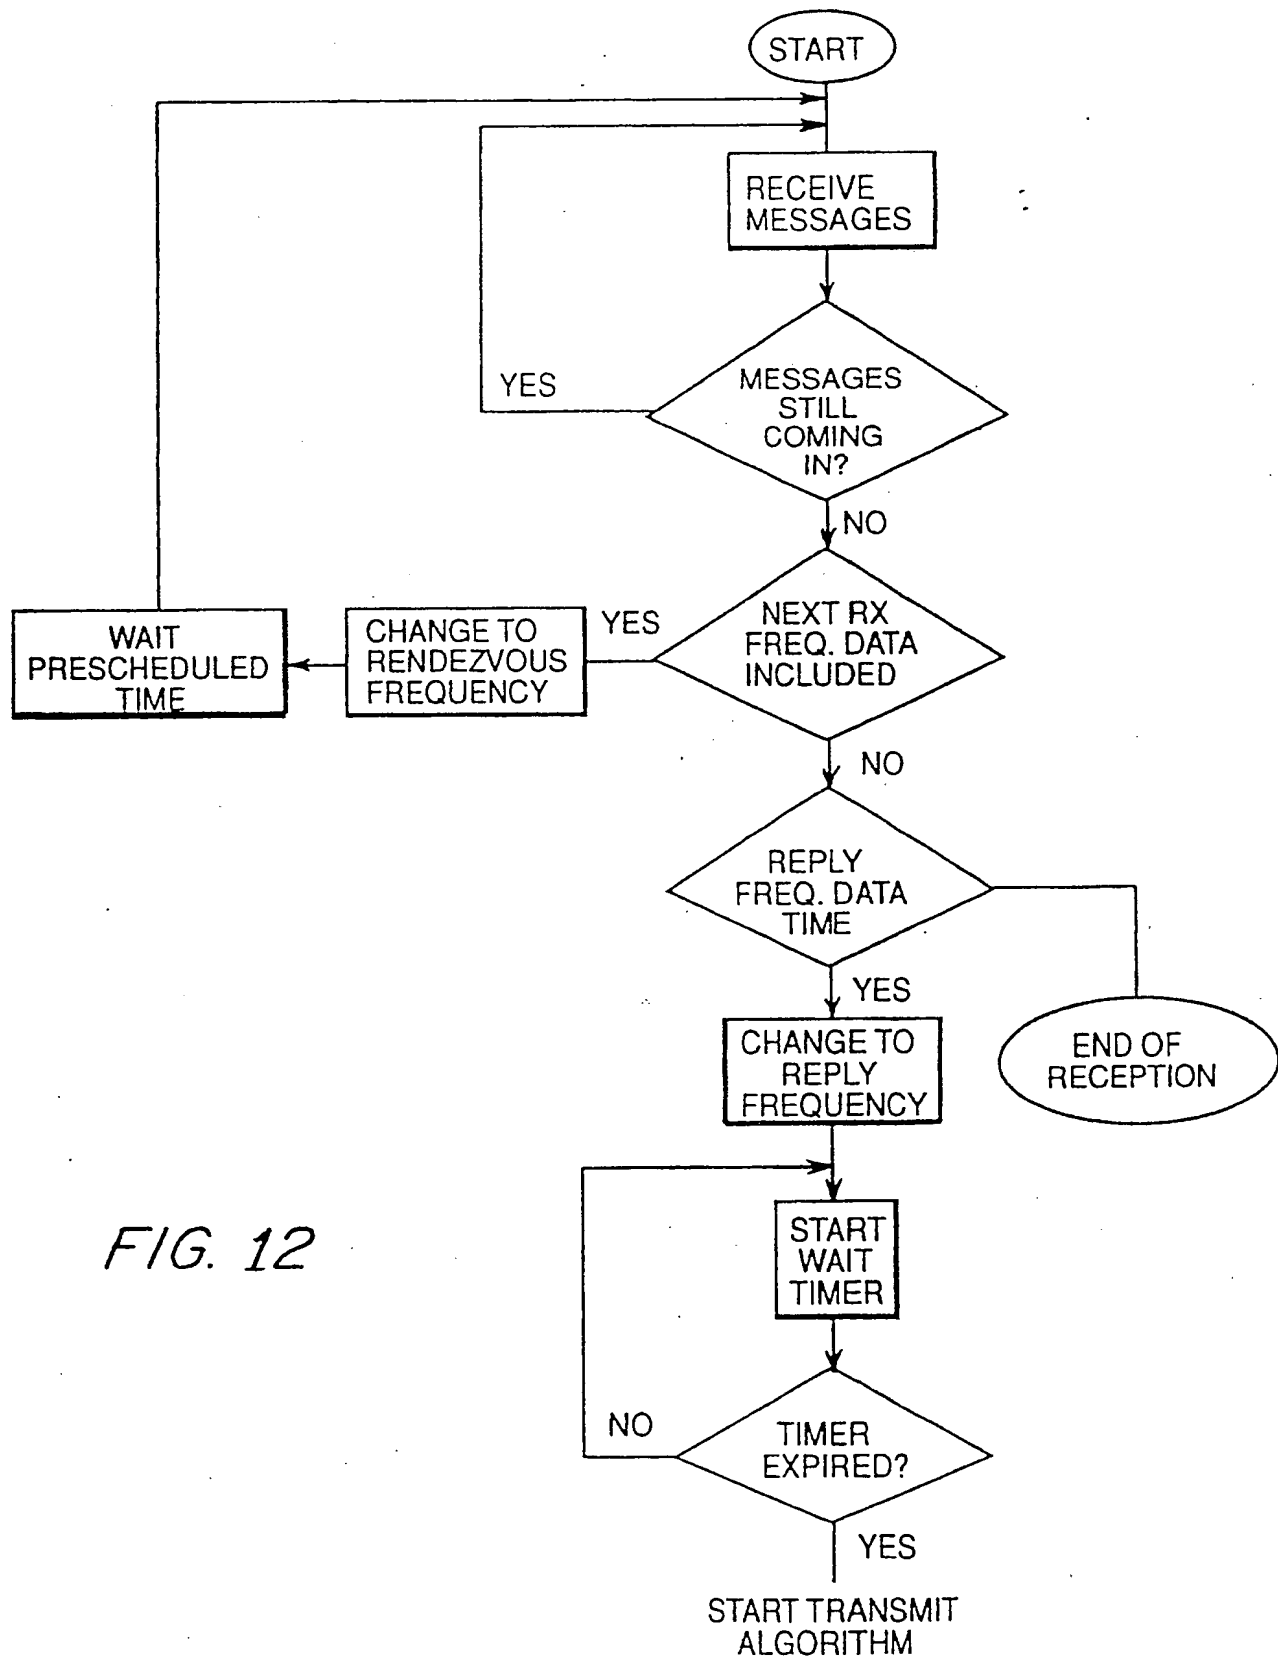 START
RECEIVE
MESSAGES
YES
MESSAGES
STILL
COMING
IN?
NO
WAIT
PRESCHEDULED
TIME
CHANGE TO
RENDEZVOUS
FREQUENCY
YES
NEXT RX
FREQ. DATA
INCLUDED
NO
REPLY
FREQ. DATA
TIME
YES
CHANGE TO
REPLY
FREQUENCY
END OF
RECEPTION
FIG. 12
START
WAIT
TIMER
NO
TIMER
EXPIRED?
YES
START TRANSMIT
ALGORITHM